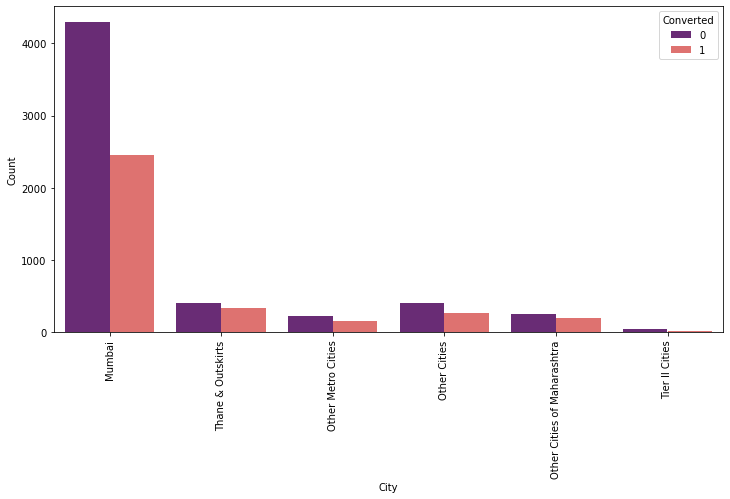 Converted
0
1
4000
3000
2000
1000
0
Count
Mumbai
Thane & Outskirts
Other Metro Cities
Other Cities
Other Cities of Maharashtra
Tier II Cities
City